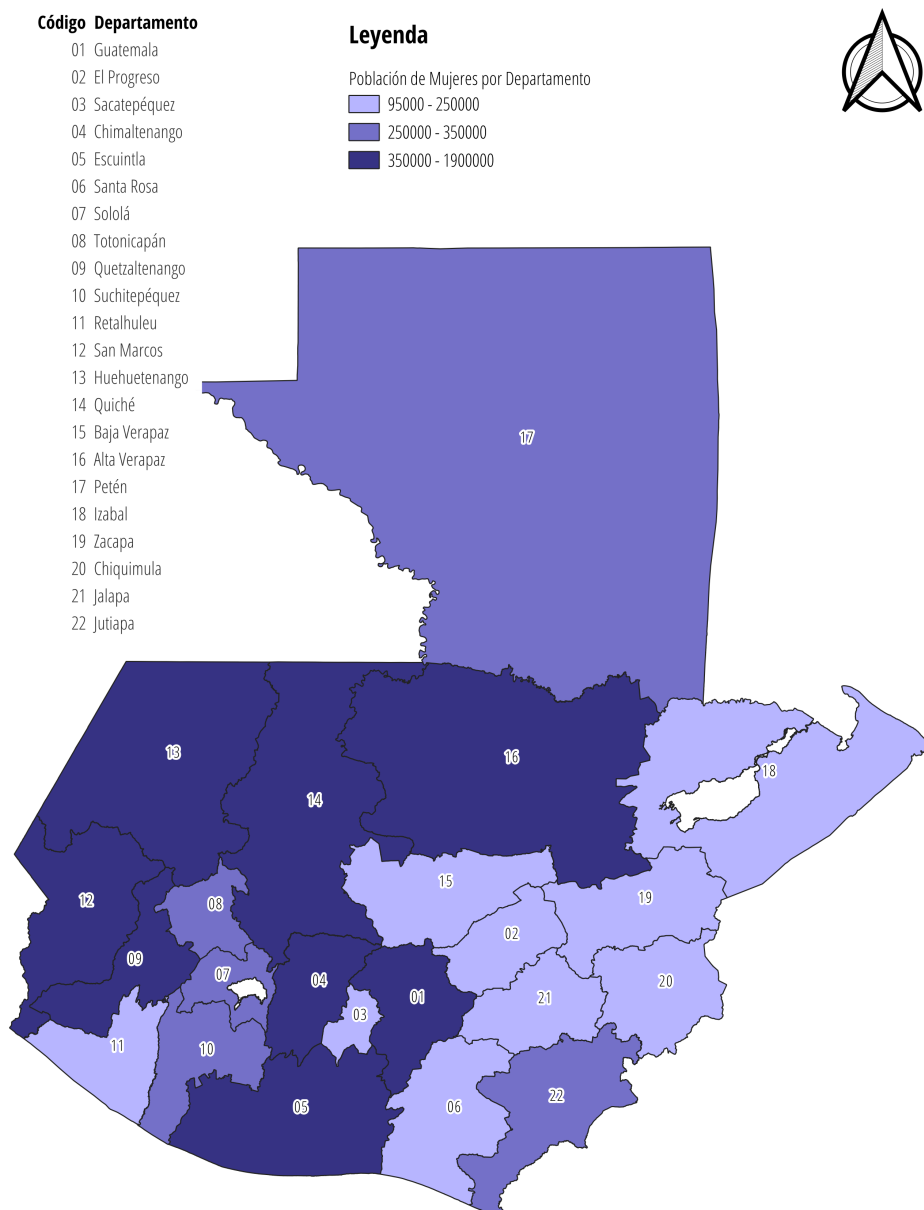 Código Departamento
01 Guatemala
02 El Progreso
03 Sacatepéquez
04 Chimaltenango
05 Escuintla
06 Santa Rosa
07 Sololá
08 Totonicapán
09 Quetzaltenango
10 Suchitepéquez
11 Retalhuleu
12 San Marcos
13 Huehuetenango
14 Quiché
15 Baja Verapaz
16 Alta Verapaz
17 Petén
18 Izabal
19 Zacapa
20 Chiquimula
21 Jalapa
22 Jutiapa
Leyenda
Población de Mujeres por Departamento
95000 - 250000
250000 - 350000
350000 - 1900000
17
13
16
14
18
15
12
08
19
02
09
07
04
20
01
21
03
11
10
22
05
06